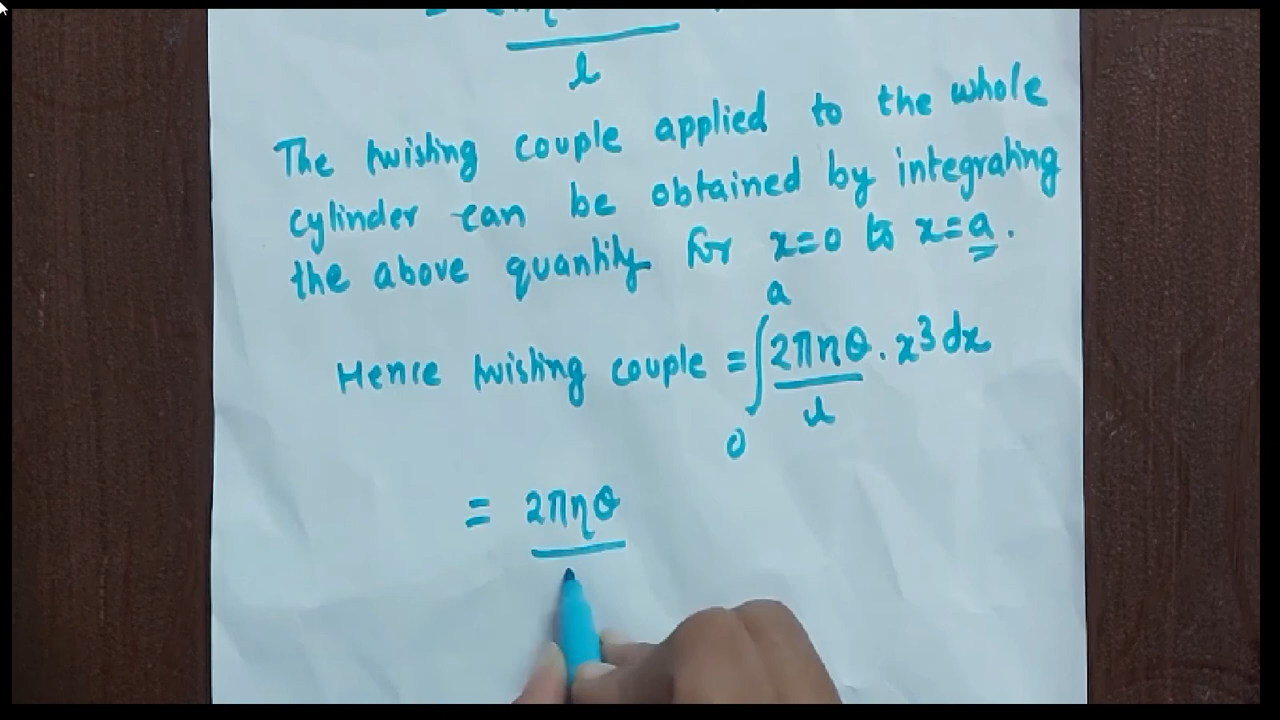 l
The twisting couple applied to the whole
cylinder can be obtained by integrating
the above quantity for x=0 to x=a.
a
Hence twisting couple = ∫ 2πηθ . x³ dx
l
0
= 2πηθ